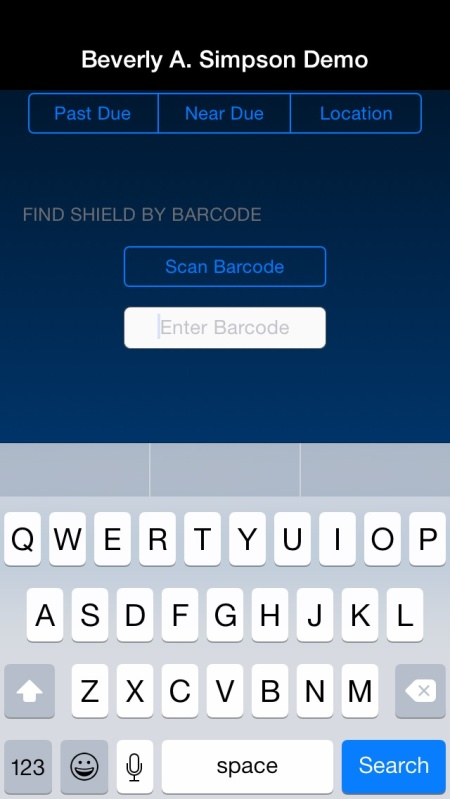 Beverly A. Simpson Demo
Past Due Near Due Location
FIND SHIELD BY BARCODE
Scan Barcode
Enter Barcode
Q W E R T Y U I O P
A S D F G H J K L
Z X C V B N M
123 space Search